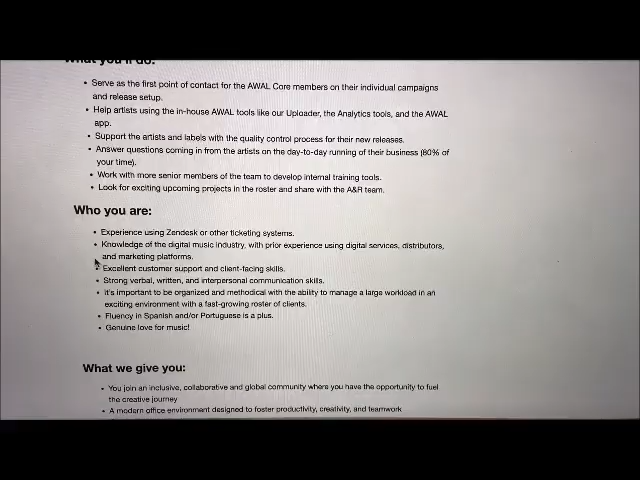 What you'll do:
Serve as the first point of contact for the AWAL Core members on their individual campaigns
and release setup.
Help artists using the in-house AWAL tools like our Uploader, the Analytics tools, and the AWAL
app.
Support the artists and labels with the quality control process for their new releases.
Answer questions coming in from the artists on the day-to-day running of their business (80% of
your time).
Work with more senior members of the team to develop internal training tools.
Look for exciting upcoming projects in the roster and share with the A&R team.
Who you are:
Experience using Zendesk or other ticketing systems.
Knowledge of the digital music industry, with prior experience using digital services, distributors,
and marketing platforms.
Excellent customer support and client-facing skills.
Strong verbal, written, and interpersonal communication skills.
It's important to be organized and methodical with the ability to manage a large workload in an
exciting environment with a fast-growing roster of clients.
Fluency in Spanish and/or Portuguese is a plus.
Genuine love for music!
What we give you:
You join an inclusive, collaborative and global community where you have the opportunity to fuel
the creative journey
A modern office environment designed to foster productivity, creativity, and teamwork